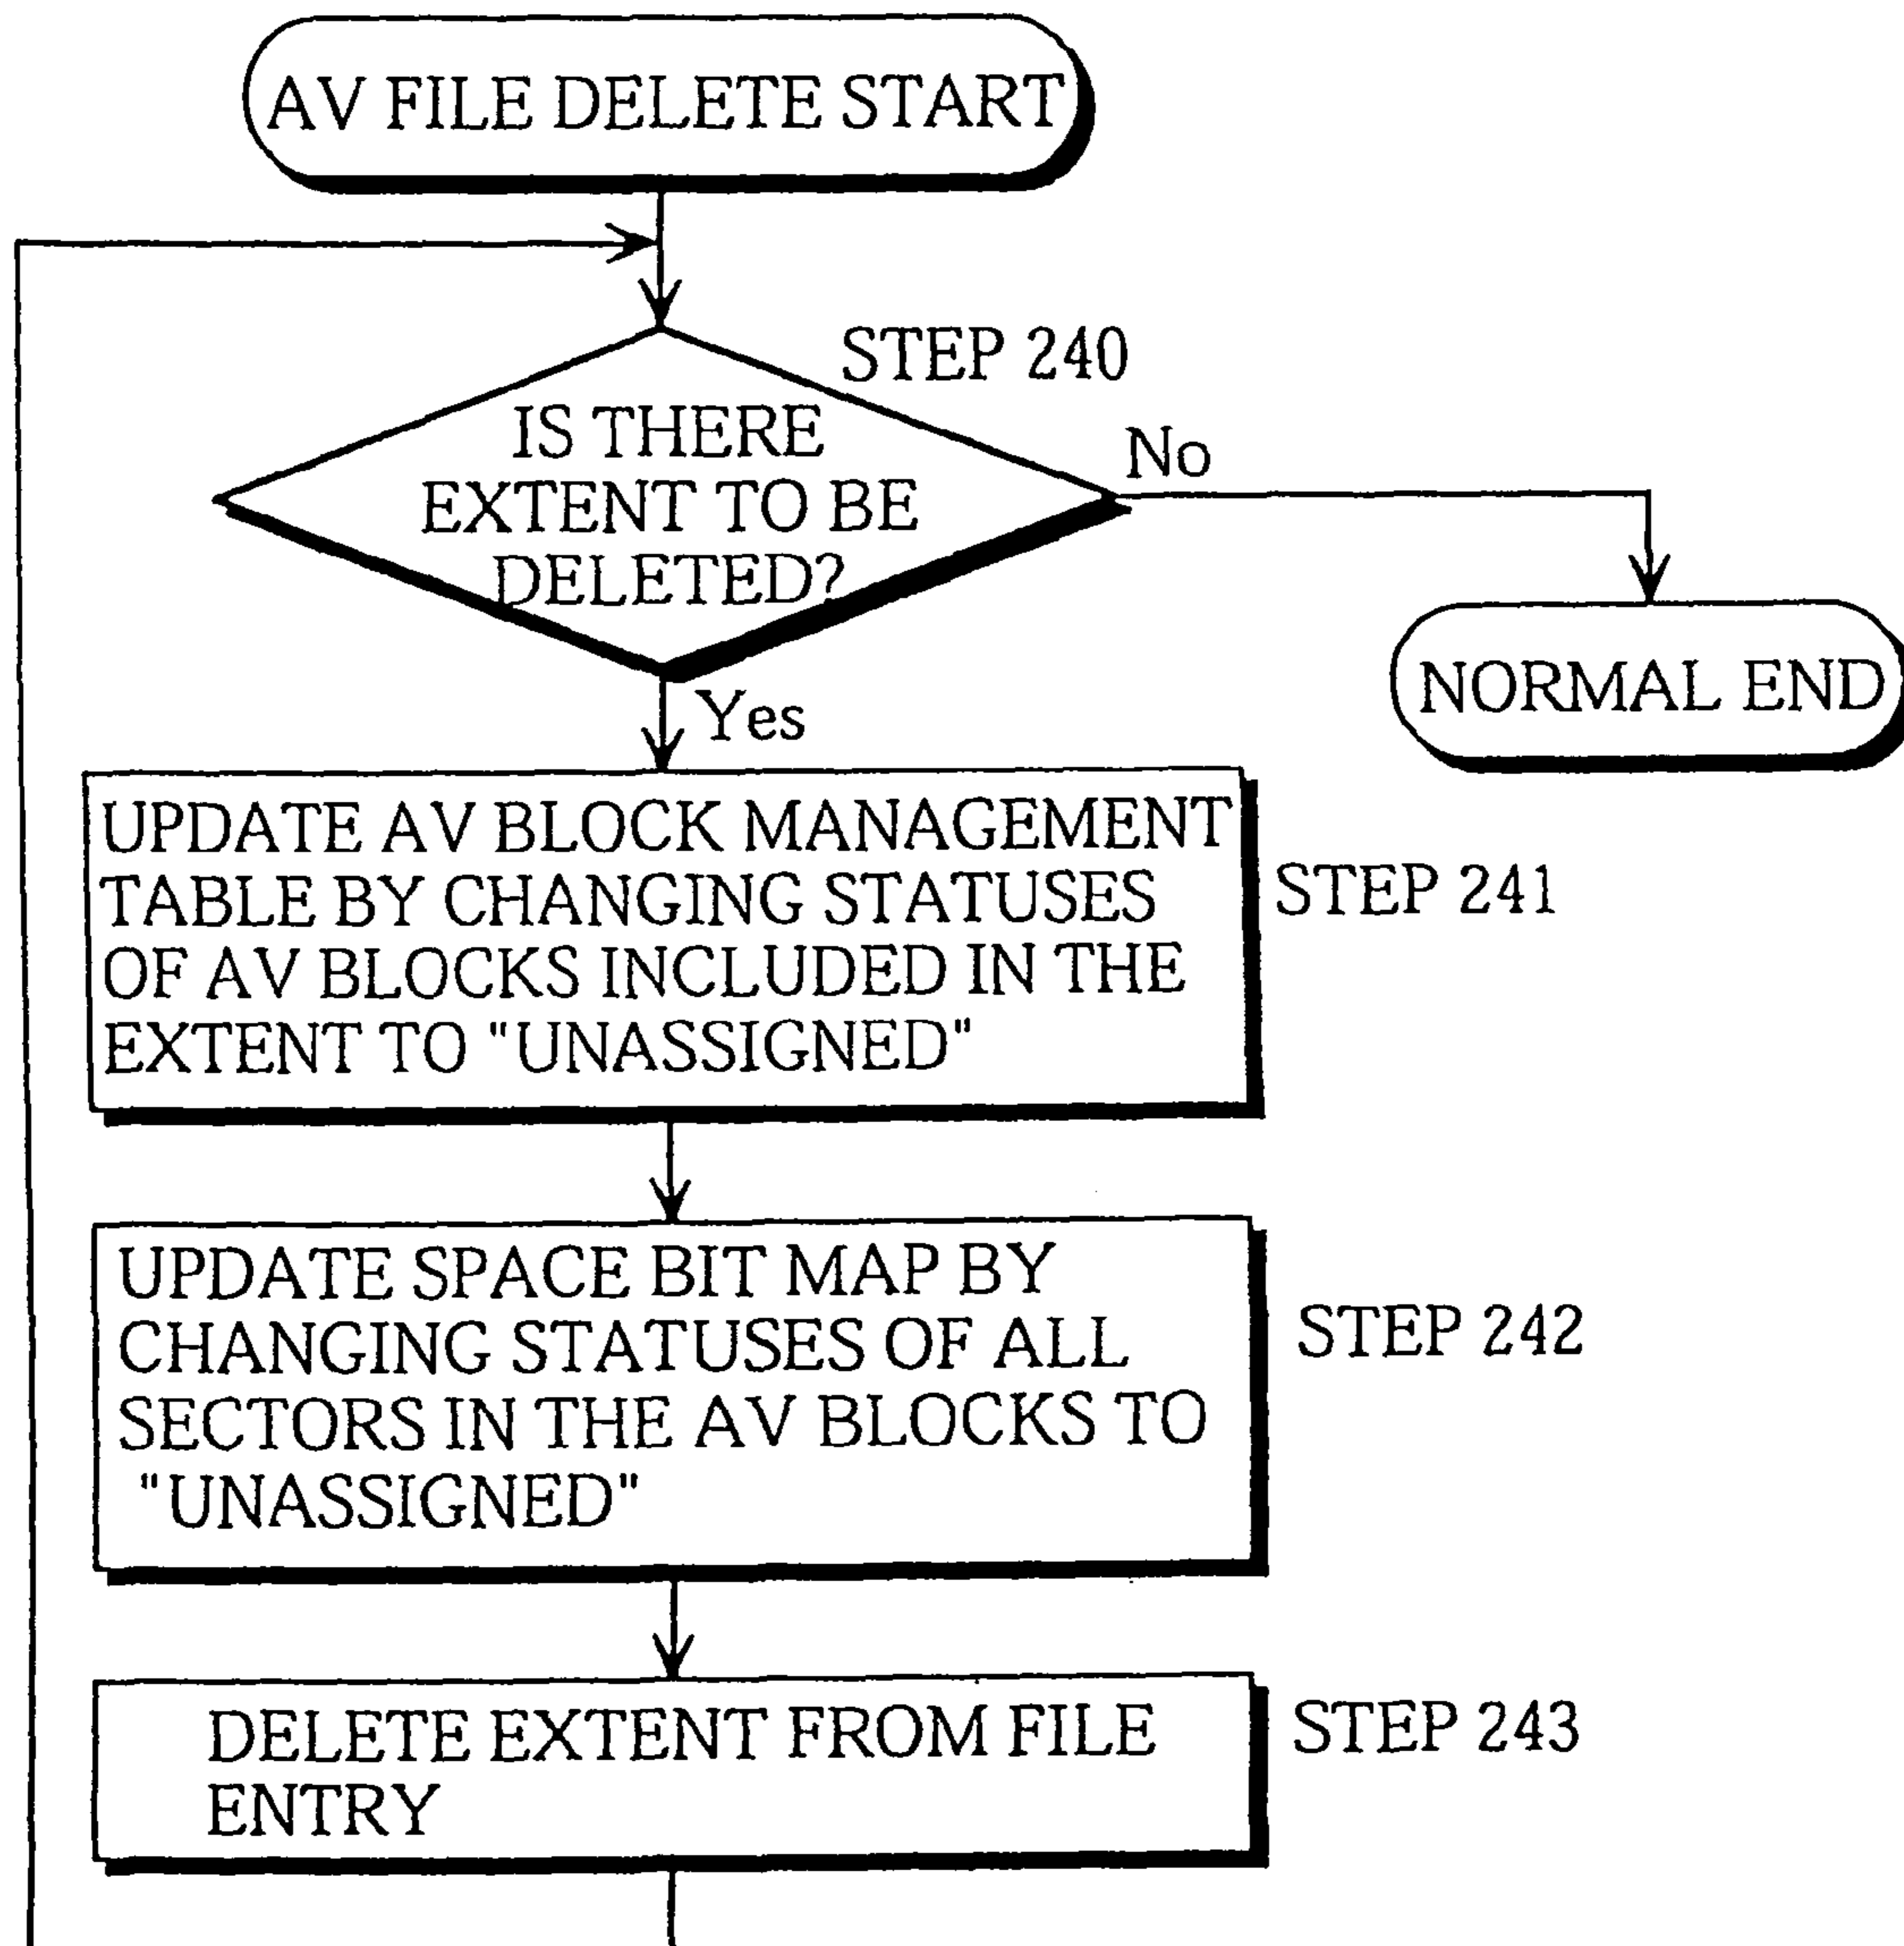 AV FILE DELETE START
STEP 240
IS THERE
EXTENT TO BE
DELETED?
No
NORMAL END
Yes
UPDATE AV BLOCK MANAGEMENT
TABLE BY CHANGING STATUSES
OF AV BLOCKS INCLUDED IN THE
EXTENT TO "UNASSIGNED"
STEP 241
UPDATE SPACE BIT MAP BY
CHANGING STATUSES OF ALL
SECTORS IN THE AV BLOCKS TO
"UNASSIGNED"
STEP 242
DELETE EXTENT FROM FILE
ENTRY
STEP 243